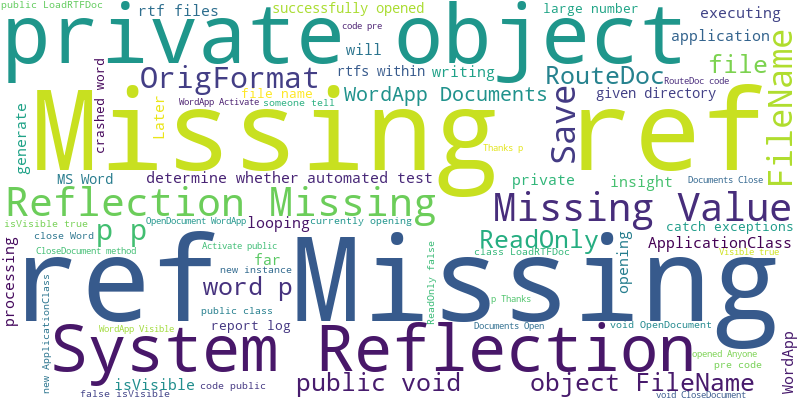 public LoadRTFDoc
rtf files
successfully opened
code pre
large number
executing
private object
will
application
FileName
crashed word
OrigFormat
rtfs within
writing
RouteDoc
file
RouteDoc code
generate
Later
file name
WordApp Activate
someone tell
WordApp Documents
Save
given directory
Missing
ref
Thanks p
MS Word
determine whether automated test
private
insight
Documents Close
Reflection Missing
Missing Value
isVisible true
close Word
p p
OpenDocument WordApp
looping
currently opening
catch exceptions
processing
CloseDocument method
Activate public
far
new instance
ReadOnly
class LoadRTFDoc
opening
ApplicationClass
Visible true
ref
Missing
new ApplicationClass
word p
ReadOnly false
p Thanks
public class
report log
WordApp Visible
Documents Open
void OpenDocument
System Reflection
opened Anyone
pre code
WordApp
isVisible
code public
false isVisible
public void
object FileName
void CloseDocument